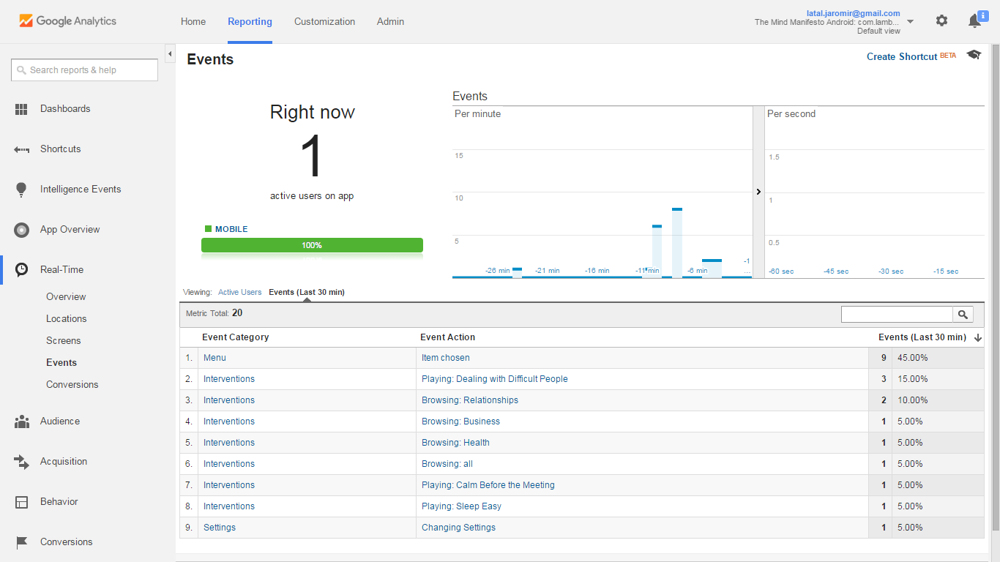 Google Analytics
Home Reporting Customization Admin
latal.jaromir@gmail.com
The Mind Manifesto Android: com.lamb...
Default view
i
Search reports & help
Dashboards
Shortcuts
Intelligence Events
App Overview
Real-Time
Overview
Locations
Screens
Events
Conversions
Audience
Acquisition
Behavior
Conversions
Events
Create Shortcut BETA
Right now
1
active users on app
MOBILE
100%
Events
Per minute
15
10
5
-26 min -21 min -16 min -11 min -6 min -1
...
Per second
1.5
1
0.5
-60 sec -45 sec -30 sec -15 sec
Viewing: Active Users Events (Last 30 min)
Metric Total: 20
Event Category Event Action Events (Last 30 min)
1. Menu Item chosen 9 45.00%
2. Interventions Playing: Dealing with Difficult People 3 15.00%
3. Interventions Browsing: Relationships 2 10.00%
4. Interventions Browsing: Business 1 5.00%
5. Interventions Browsing: Health 1 5.00%
6. Interventions Browsing: all 1 5.00%
7. Interventions Playing: Calm Before the Meeting 1 5.00%
8. Interventions Playing: Sleep Easy 1 5.00%
9. Settings Changing Settings 1 5.00%